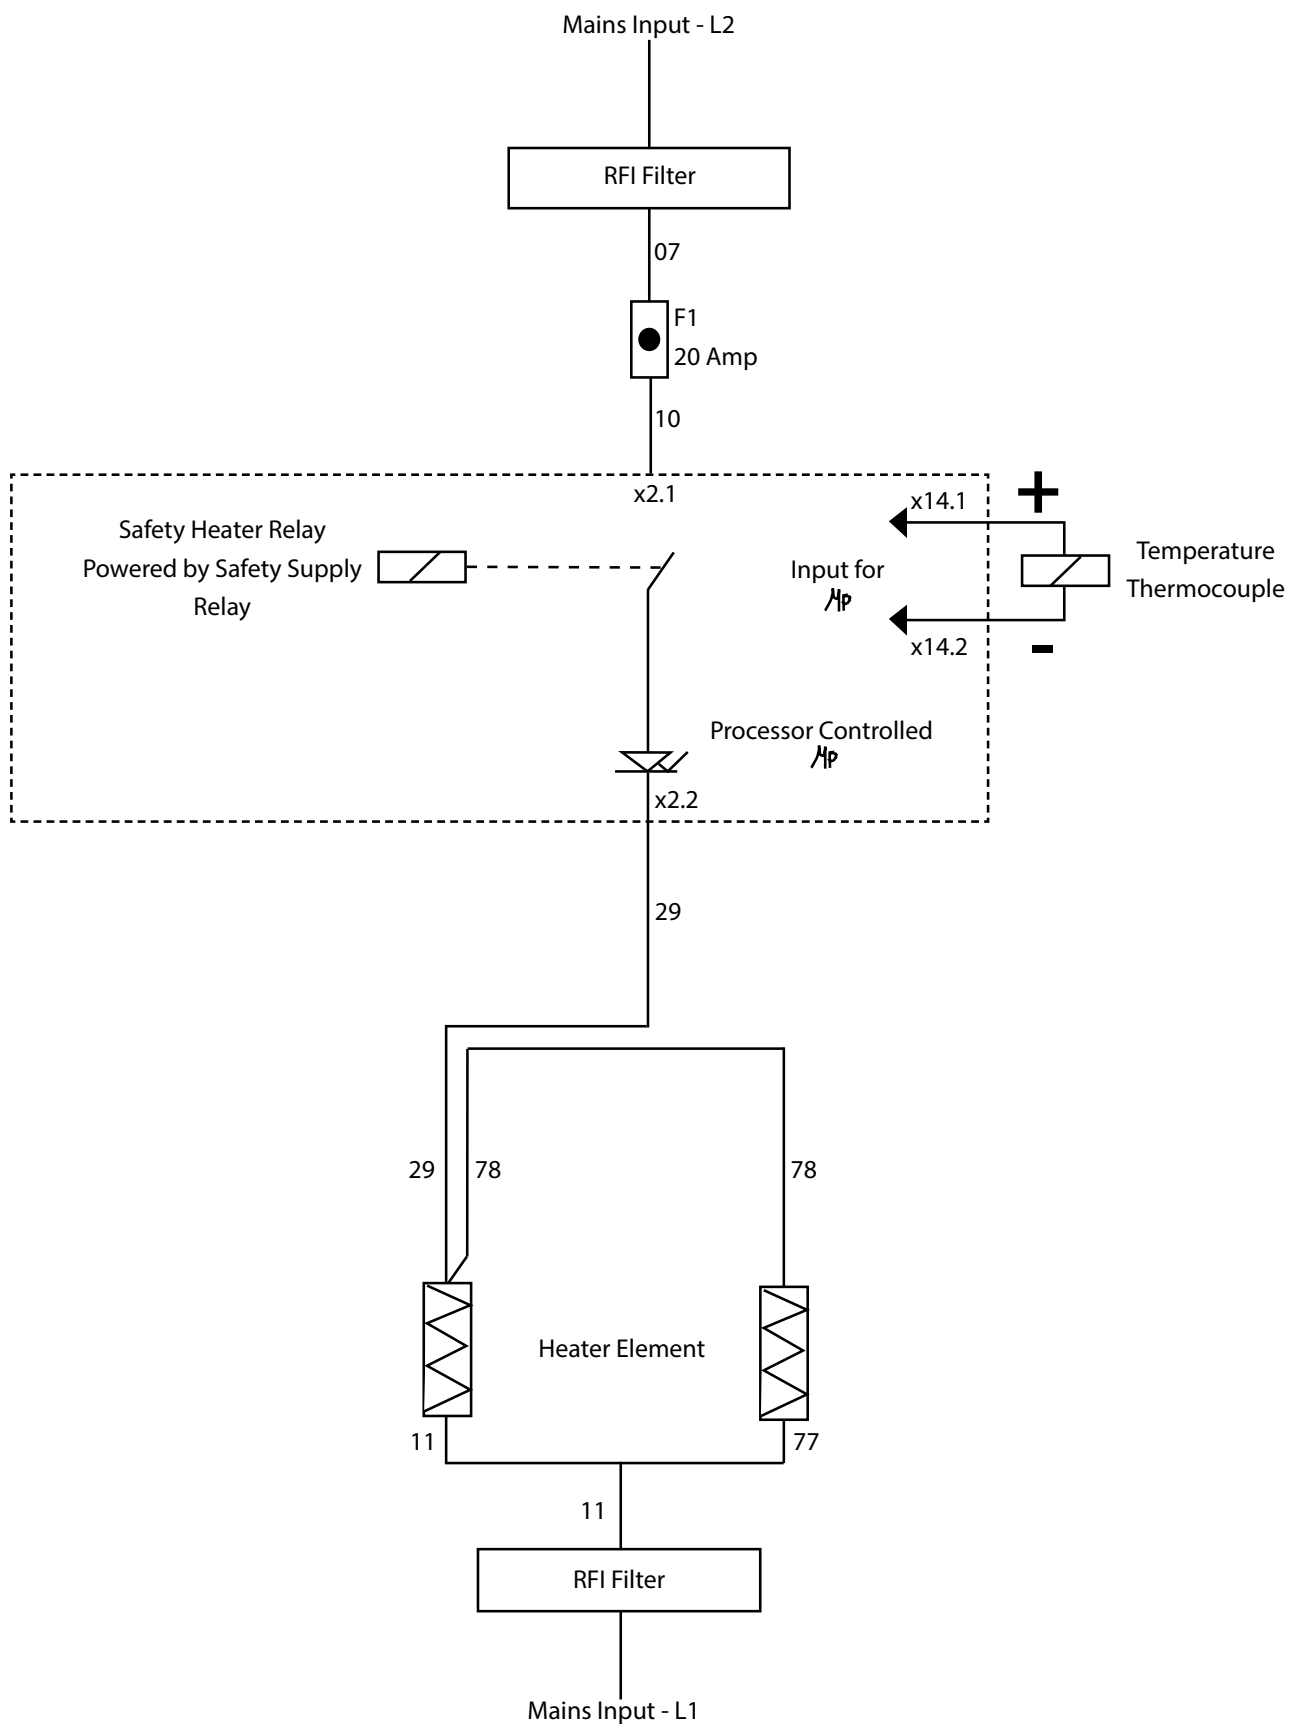 Mains Input - L2
RFI Filter
07
F1
20 Amp
10
x2.1
x14.1
+
Safety Heater Relay
Powered by Safety Supply
Relay
Input for
μp
Temperature
Thermocouple
x14.2
-
Processor Controlled
μp
x2.2
29
29
78
78
Heater Element
11
77
11
RFI Filter
Mains Input - L1